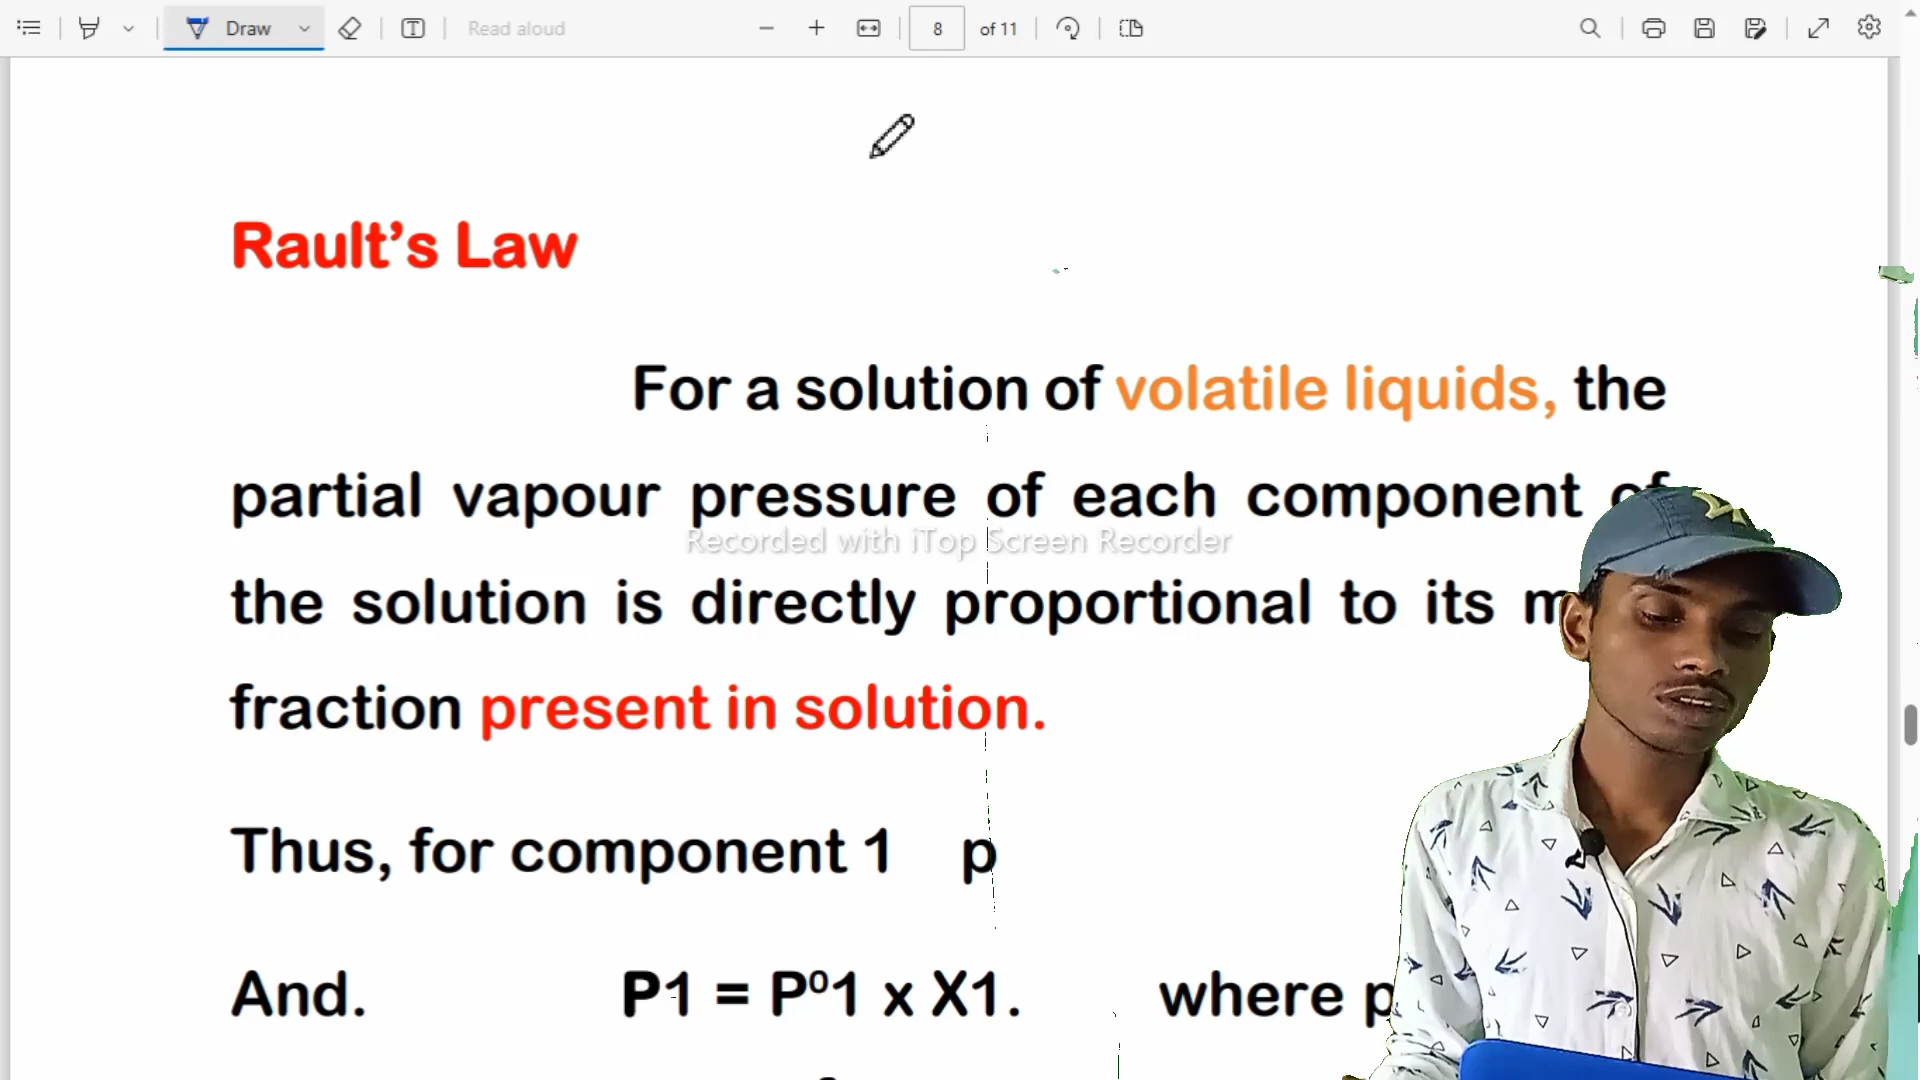 Draw
Read aloud
8 of 11
Rault’s Law
For a solution of volatile liquids, the
partial vapour pressure of each component of
Recorded with iTop Screen Recorder
the solution is directly proportional to its
fraction present in solution.
Thus, for component 1 p
And. P1 = P⁰1 x X1. where